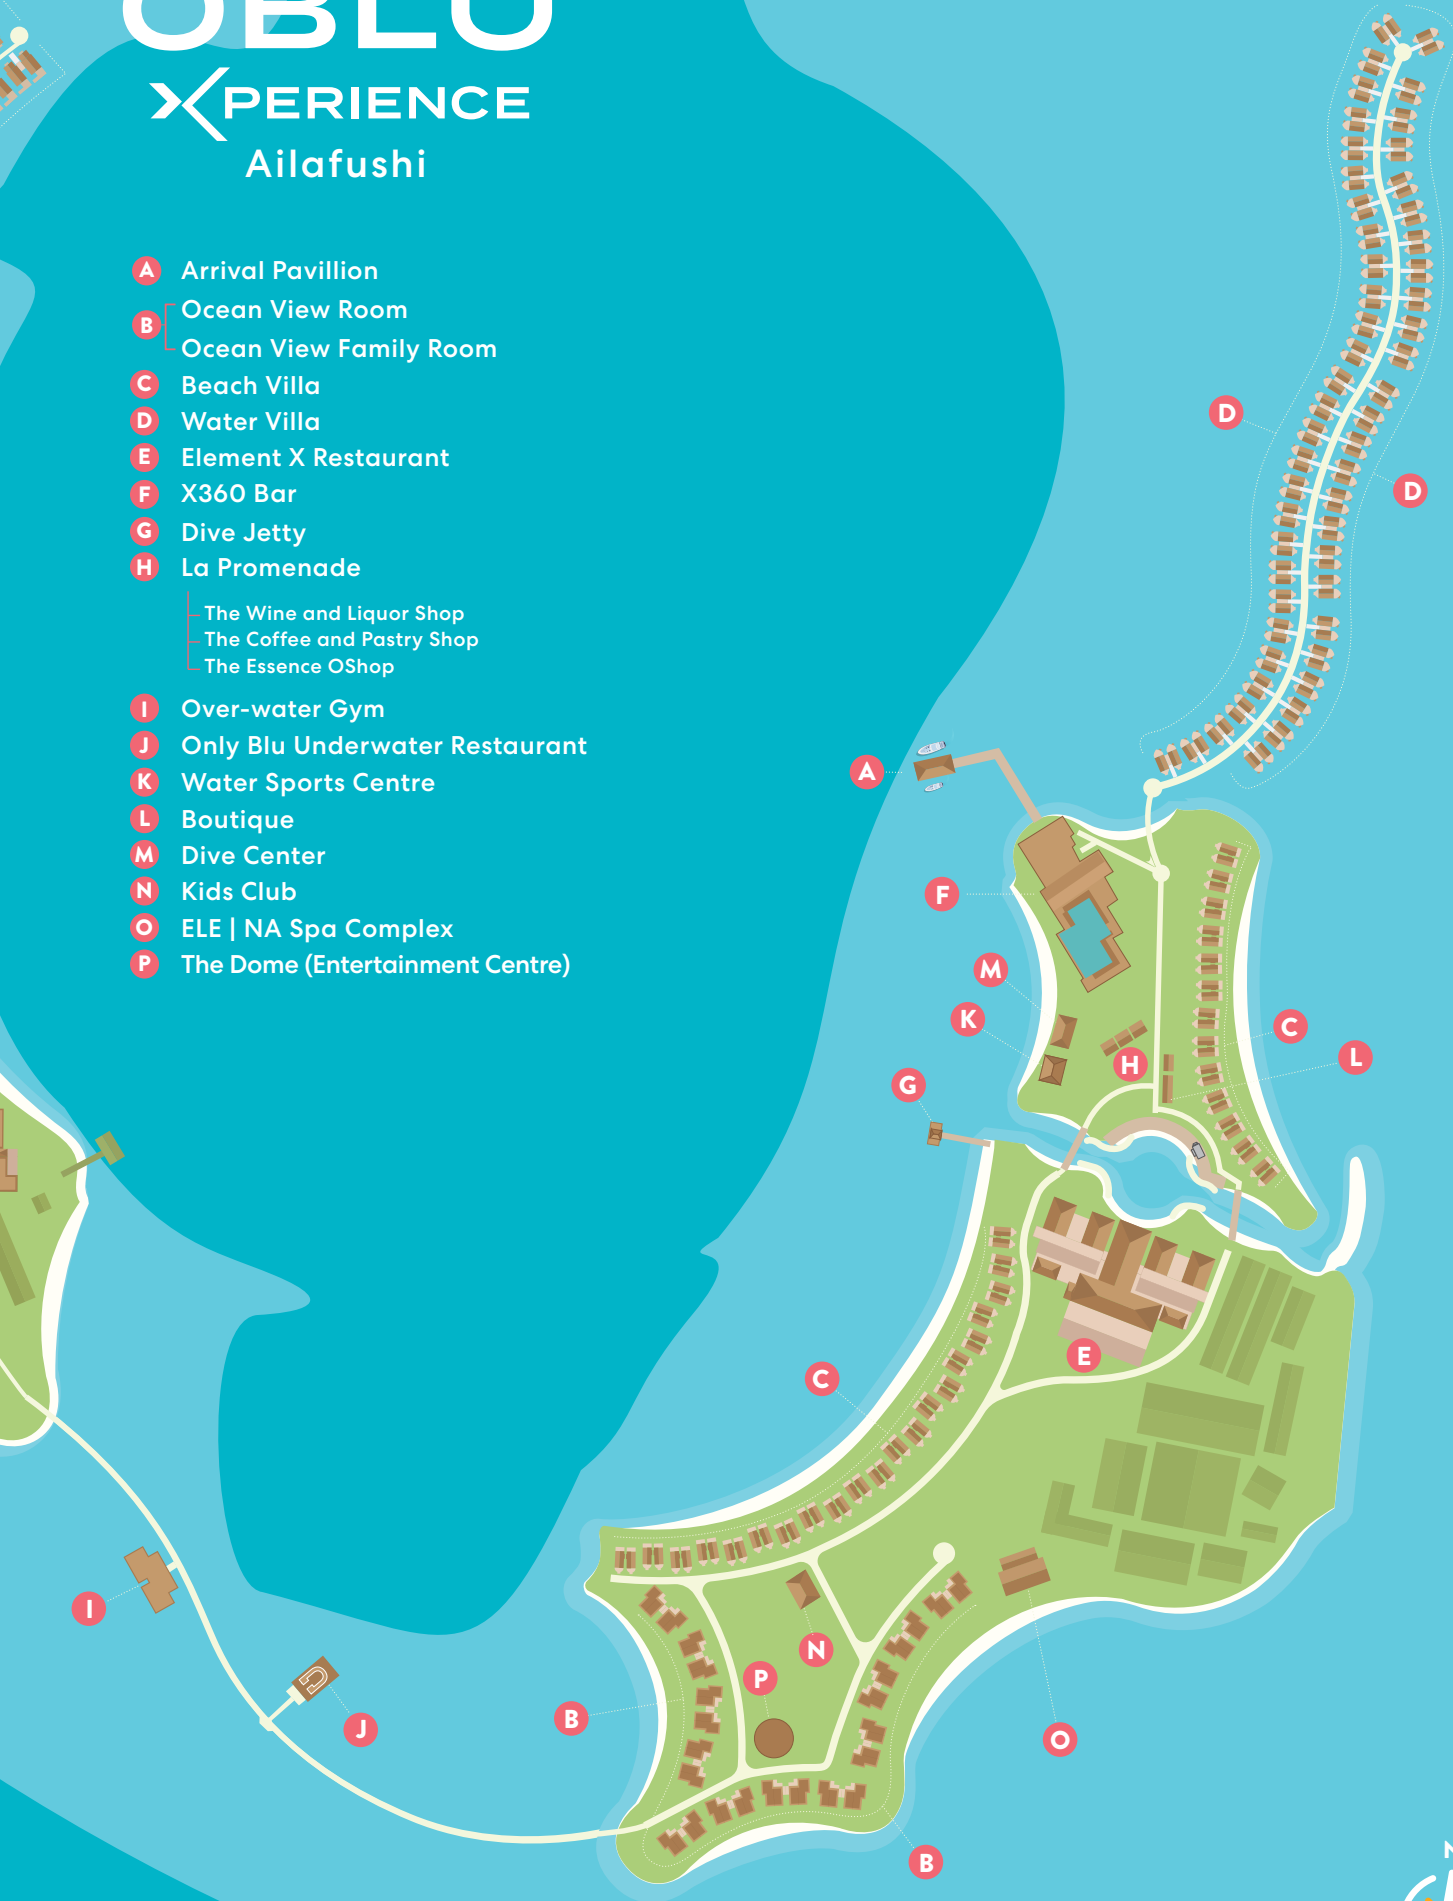 OBLU
XPERIENCE
Ailafushi
A Arrival Pavillion
B Ocean View Room
Ocean View Family Room
C Beach Villa
D Water Villa
E Element X Restaurant
F X360 Bar
G Dive Jetty
H La Promenade
The Wine and Liquor Shop
The Coffee and Pastry Shop
The Essence OShop
I Over-water Gym
J Only Blu Underwater Restaurant
K Water Sports Centre
L Boutique
M Dive Center
N Kids Club
O ELE | NA Spa Complex
P The Dome (Entertainment Centre)
D
D
A
F
M
K
C
H
L
G
E
C
I
N
P
B
J
O
B
N